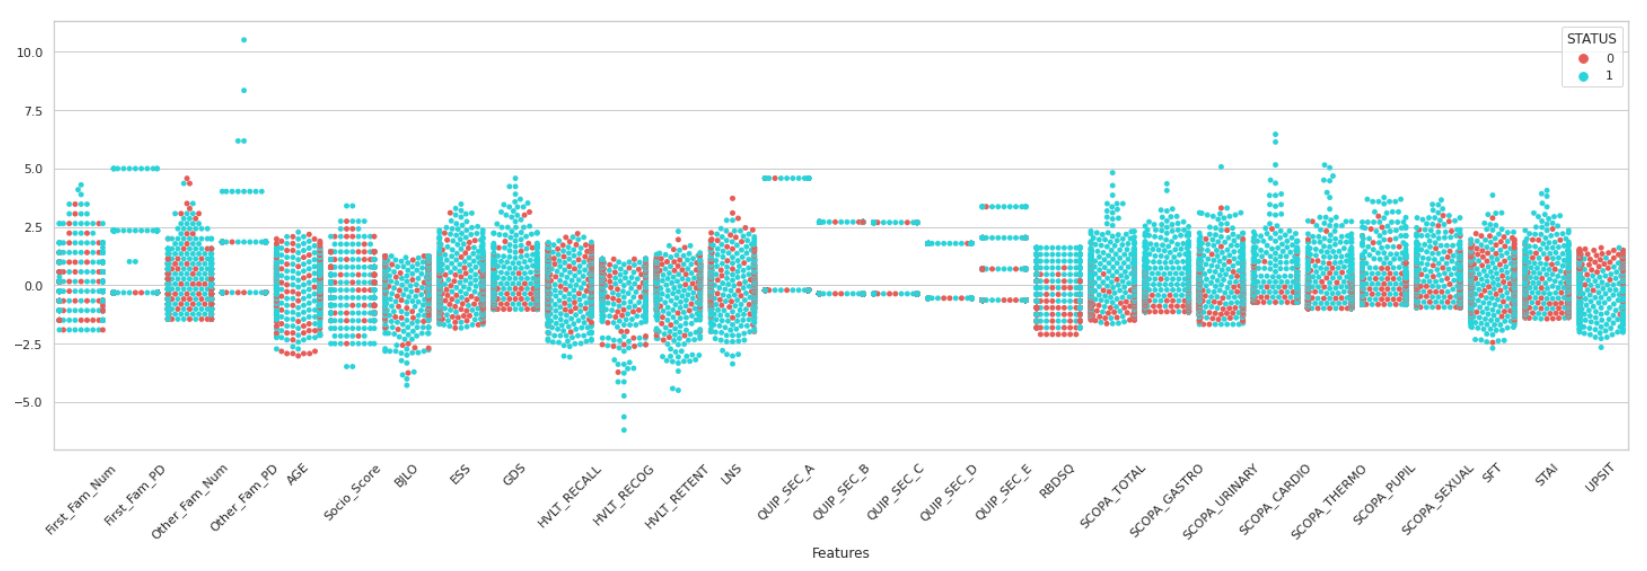 STATUS
0
1
10.0
7.5
5.0
2.5
0.0
−2.5
−5.0
First_Fam_Num
First_Fam_PD
Other_Fam_Num
Other_Fam_PD
AGE
Socio_Score
BJLO
ESS
GDS
HVLT_RECALL
HVLT_RECOG
HVLT_RETENT
LNS
QUIP_SEC_A
QUIP_SEC_B
QUIP_SEC_C
QUIP_SEC_D
QUIP_SEC_E
RBDSQ
SCOPA_TOTAL
SCOPA_GASTRO
SCOPA_URINARY
SCOPA_CARDIO
SCOPA_THERMO
SCOPA_PUPIL
SCOPA_SEXUAL
SFT
STAI
UPSIT
Features